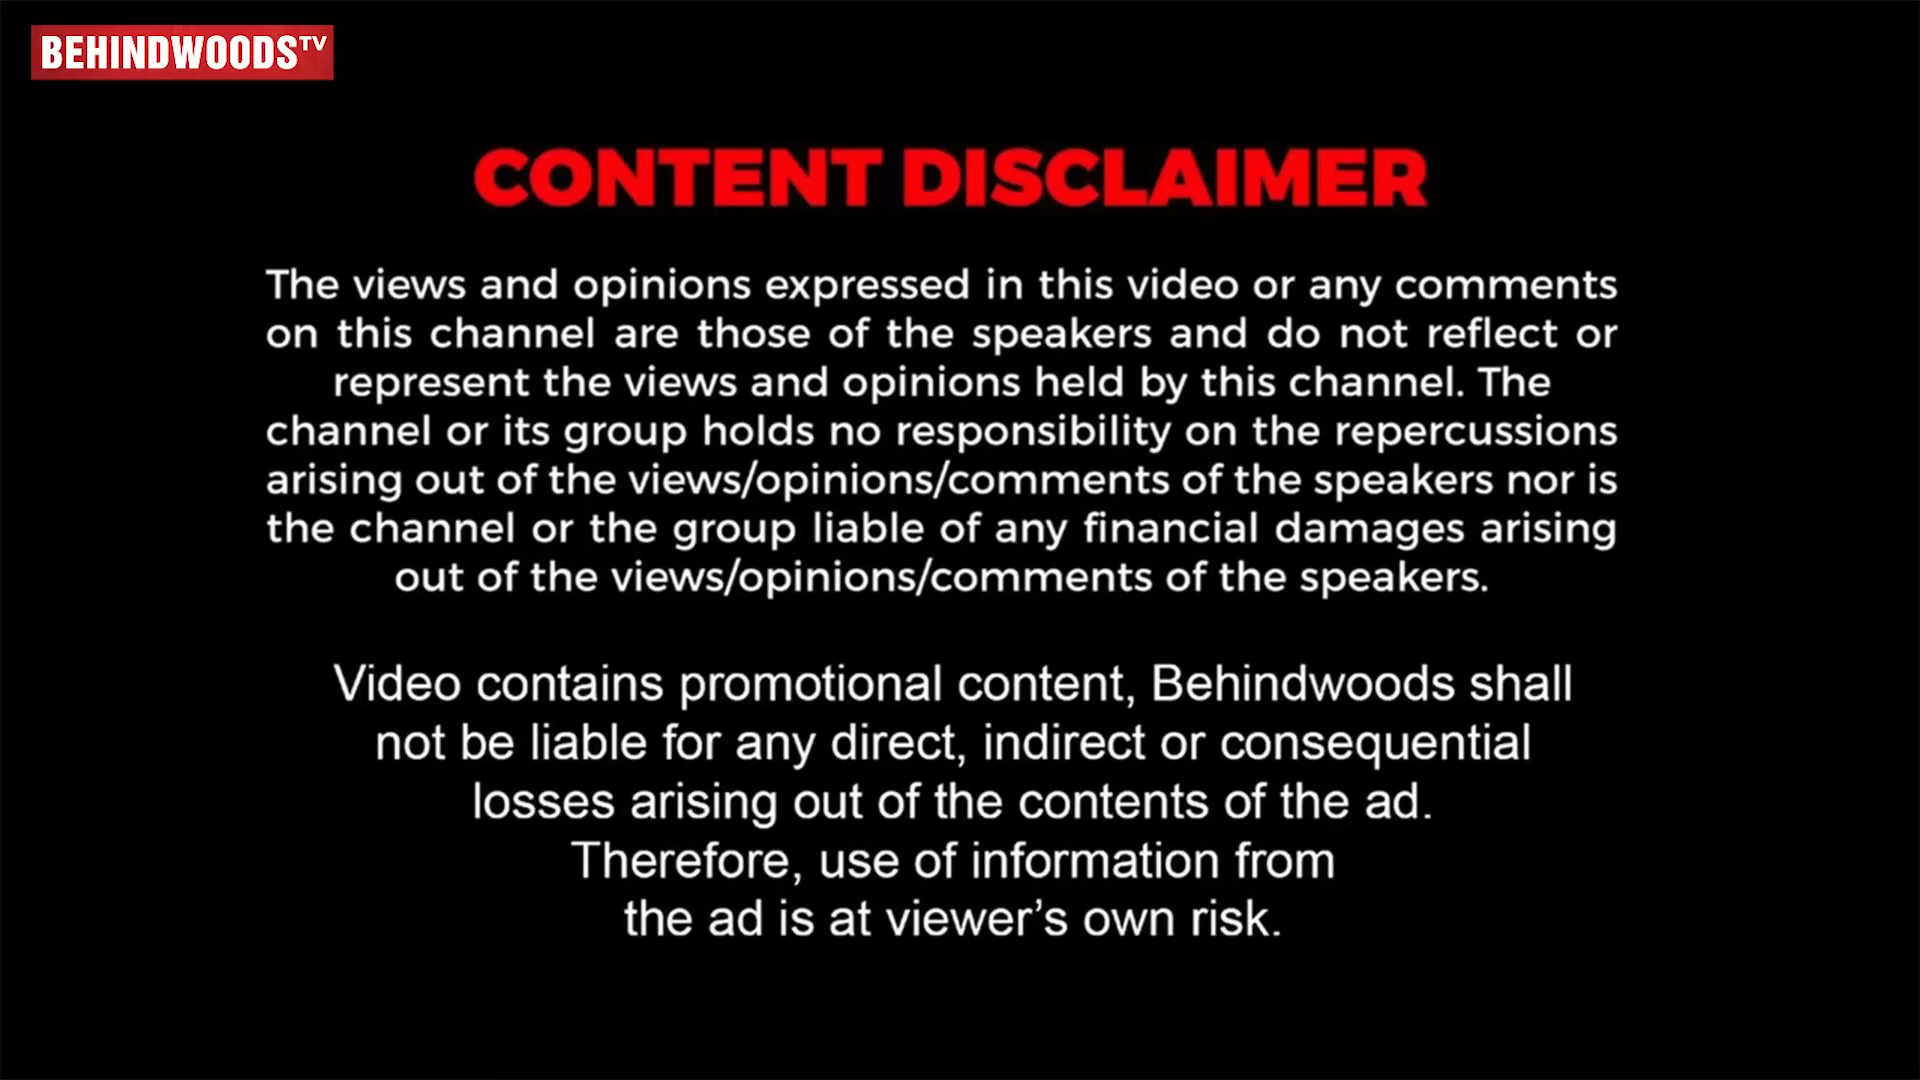 BEHINDWOODSTV
CONTENT DISCLAIMER
The views and opinions expressed in this video or any comments
on this channel are those of the speakers and do not reflect or
represent the views and opinions held by this channel. The
channel or its group holds no responsibility on the repercussions
arising out of the views/opinions/comments of the speakers nor is
the channel or the group liable of any financial damages arising
out of the views/opinions/comments of the speakers.
Video contains promotional content, Behindwoods shall
not be liable for any direct, indirect or consequential
losses arising out of the contents of the ad.
Therefore, use of information from
the ad is at viewer’s own risk.